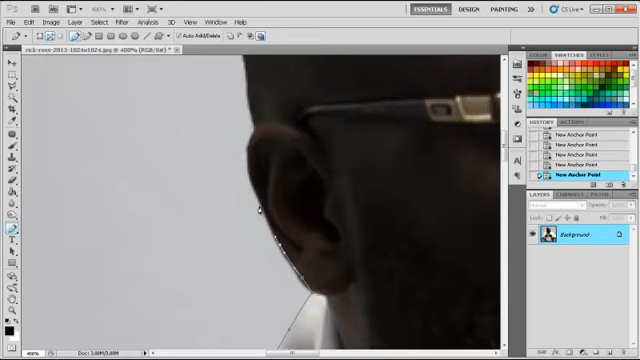 Ps
400%
ESSENTIALS
DESIGN
PAINTING
CS Live
File Edit Image Layer Select Filter Analysis 3D View Window Help
Auto Add/Delete
rick-ross-2013-1024x1024.jpg @ 400% (RGB/8#) *
COLOR SWATCHES STYLES
HISTORY ACTIONS
New Anchor Point
New Anchor Point
New Anchor Point
New Anchor Point
New Anchor Point
LAYERS CHANNELS PATHS
Normal Opacity:
Lock: Fill:
Background
400% Doc: 3.00M/3.00M